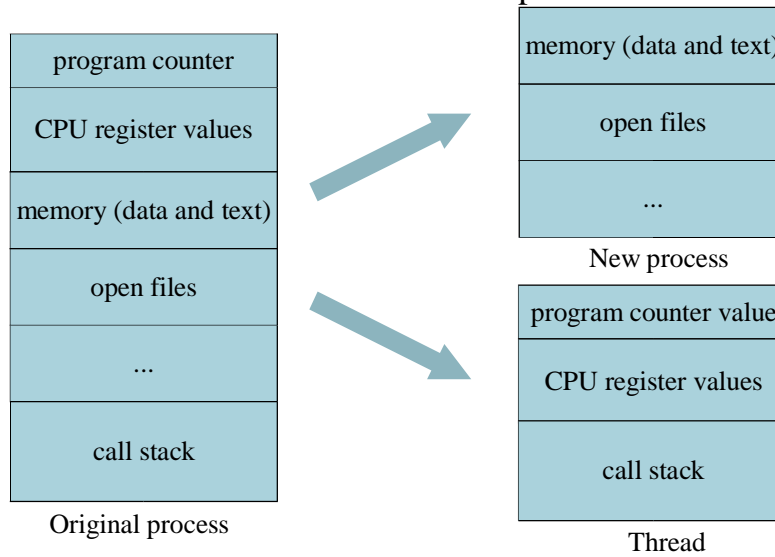 program counter
CPU register values
memory (data and text)
open files
...
call stack
Original process
memory (data and text)
open files
...
New process
program counter value
CPU register values
call stack
Thread